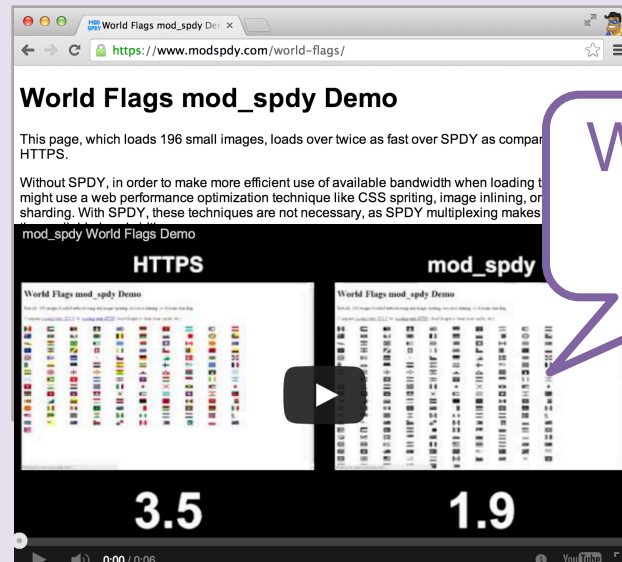 World Flags mod_spdy De
https://www.modspdy.com/world-flags/
World Flags mod_spdy Demo
This page, which loads 196 small images, loads over twice as fast over SPDY as
HTTPS.
Without SPDY, in order to make more efficient use of available bandwidth when loading
might use a web performance optimization technique like CSS spriting, image inlining, or
sharding. With SPDY, these techniques are not necessary, as SPDY multiplexing makes
mod_spdy World Flags Demo
HTTPS
mod_spdy
World Flags mod_spdy Demo
World Flags mod_spdy Demo
3.5
1.9
0:00 / 0:06
YouTube
W